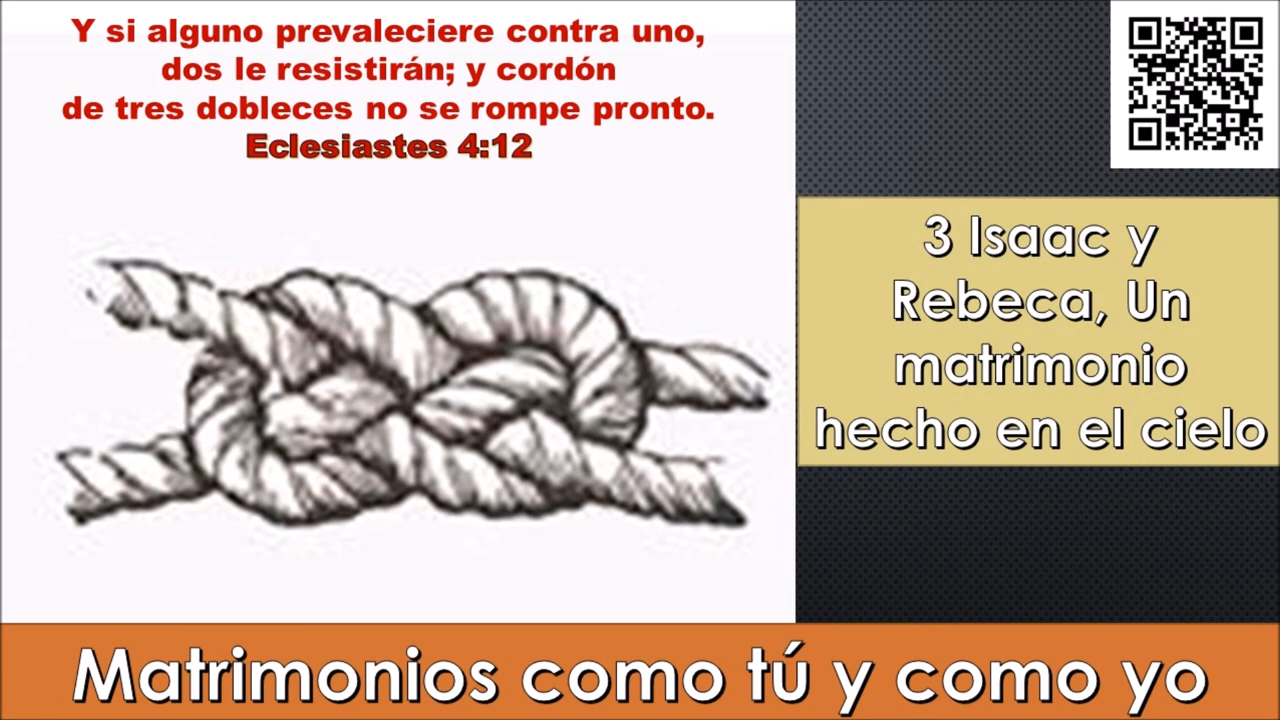 Y si alguno prevaleciere contra uno,
dos le resistirán; y cordón
de tres dobleces no se rompe pronto.
Eclesiastes 4:12
3 Isaac y
Rebeca, Un
matrimonio
hecho en el cielo
Matrimonios como tú y como yo